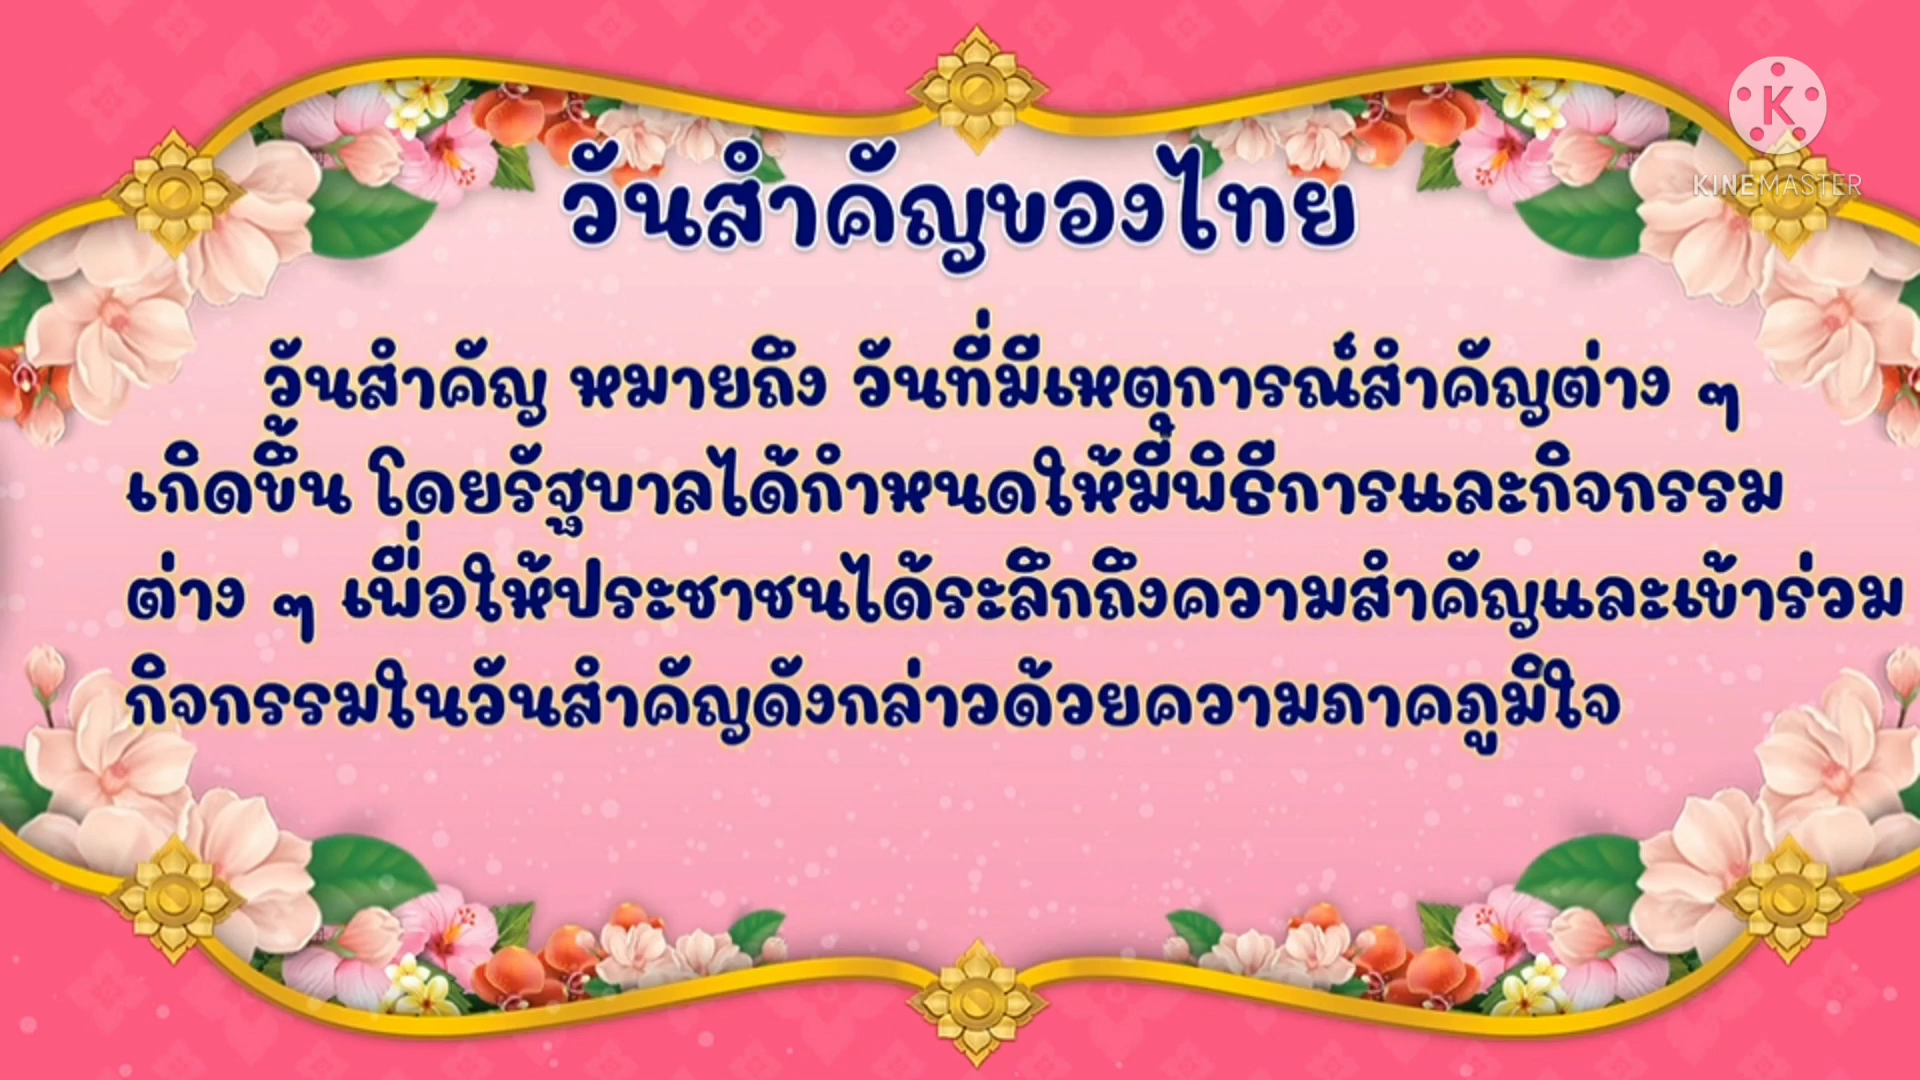 วันสำคัญของไทย
วันสำคัญ หมายถึง วันที่มีเหตุการณ์สำคัญต่าง ๆ
เกิดขึ้น โดยรัฐบาลได้กำหนดให้มีพิธีการและกิจกรรม
ต่าง ๆ เพื่อให้ประชาชนได้ระลึกถึงความสำคัญและเข้าร่วม
กิจกรรมในวันสำคัญดังกล่าวด้วยความภาคภูมิใจ
K
KINEMASTER